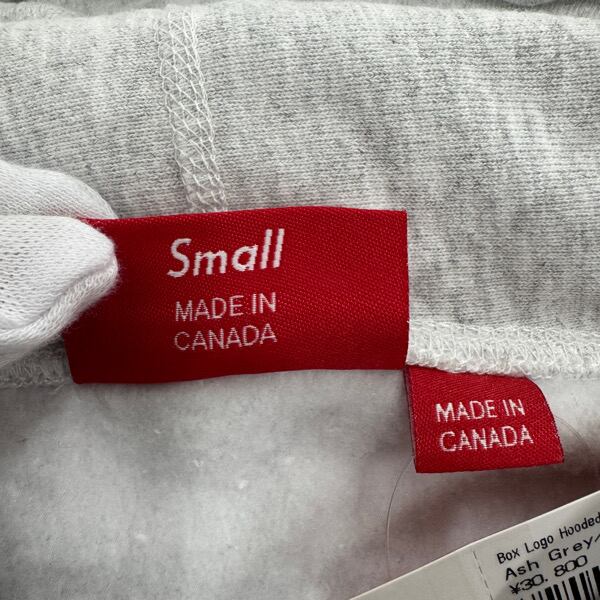 Small
MADE IN
CANADA
MADE IN
CANADA
Box Logo Hooded
Ash Grey
¥30,800